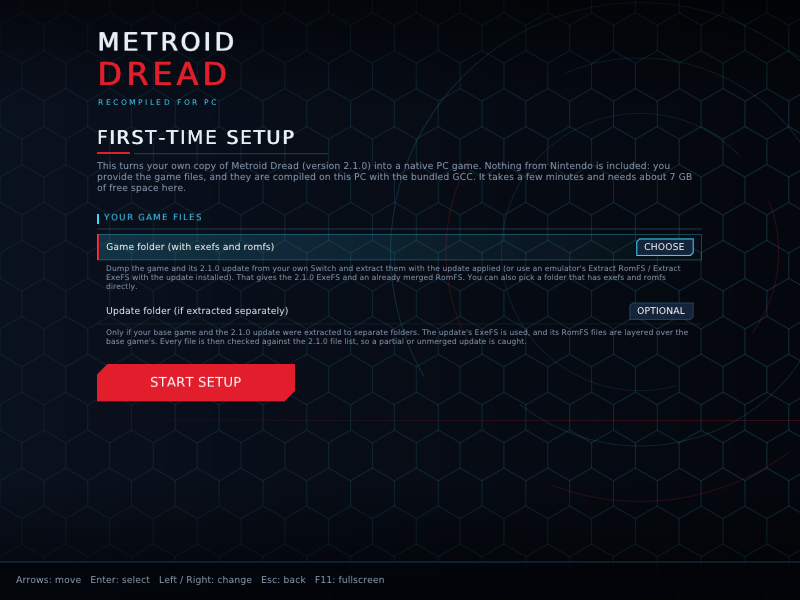 METROID
DREAD
RECOMPILED FOR PC
FIRST-TIME SETUP
This turns your own copy of Metroid Dread (version 2.1.0) into a native PC game. Nothing from Nintendo is included: you
provide the game files, and they are compiled on this PC with the bundled GCC. It takes a few minutes and needs about 7 GB
of free space here.
YOUR GAME FILES
Game folder (with exefs and romfs)
CHOOSE
Dump the game and its 2.1.0 update from your own Switch and extract them with the update applied (or use an emulator's Extract RomFS / Extract
ExeFS with the update installed). That gives the 2.1.0 ExeFS and an already merged RomFS. You can also pick a folder that has exefs and romfs
directly.
Update folder (if extracted separately)
OPTIONAL
Only if your base game and the 2.1.0 update were extracted to separate folders. The update's ExeFS is used, and its RomFS files are layered over the
base game's. Every file is then checked against the 2.1.0 file list, so a partial or unmerged update is caught.
START SETUP
Arrows: move Enter: select Left / Right: change Esc: back F11: fullscreen